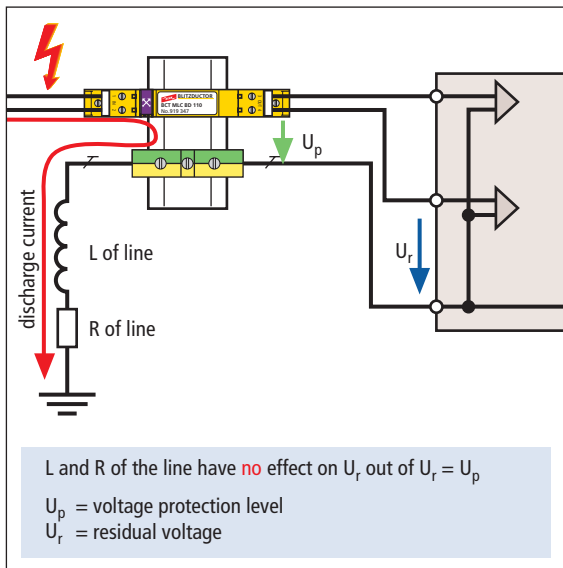 BLITZDUCTOR
BCT MLC BD 110
No.919 347
Up
L of line
Ur
discharge current
R of line
L and R of the line have no effect on Ur out of Ur = Up
Up = voltage protection level
Ur = residual voltage